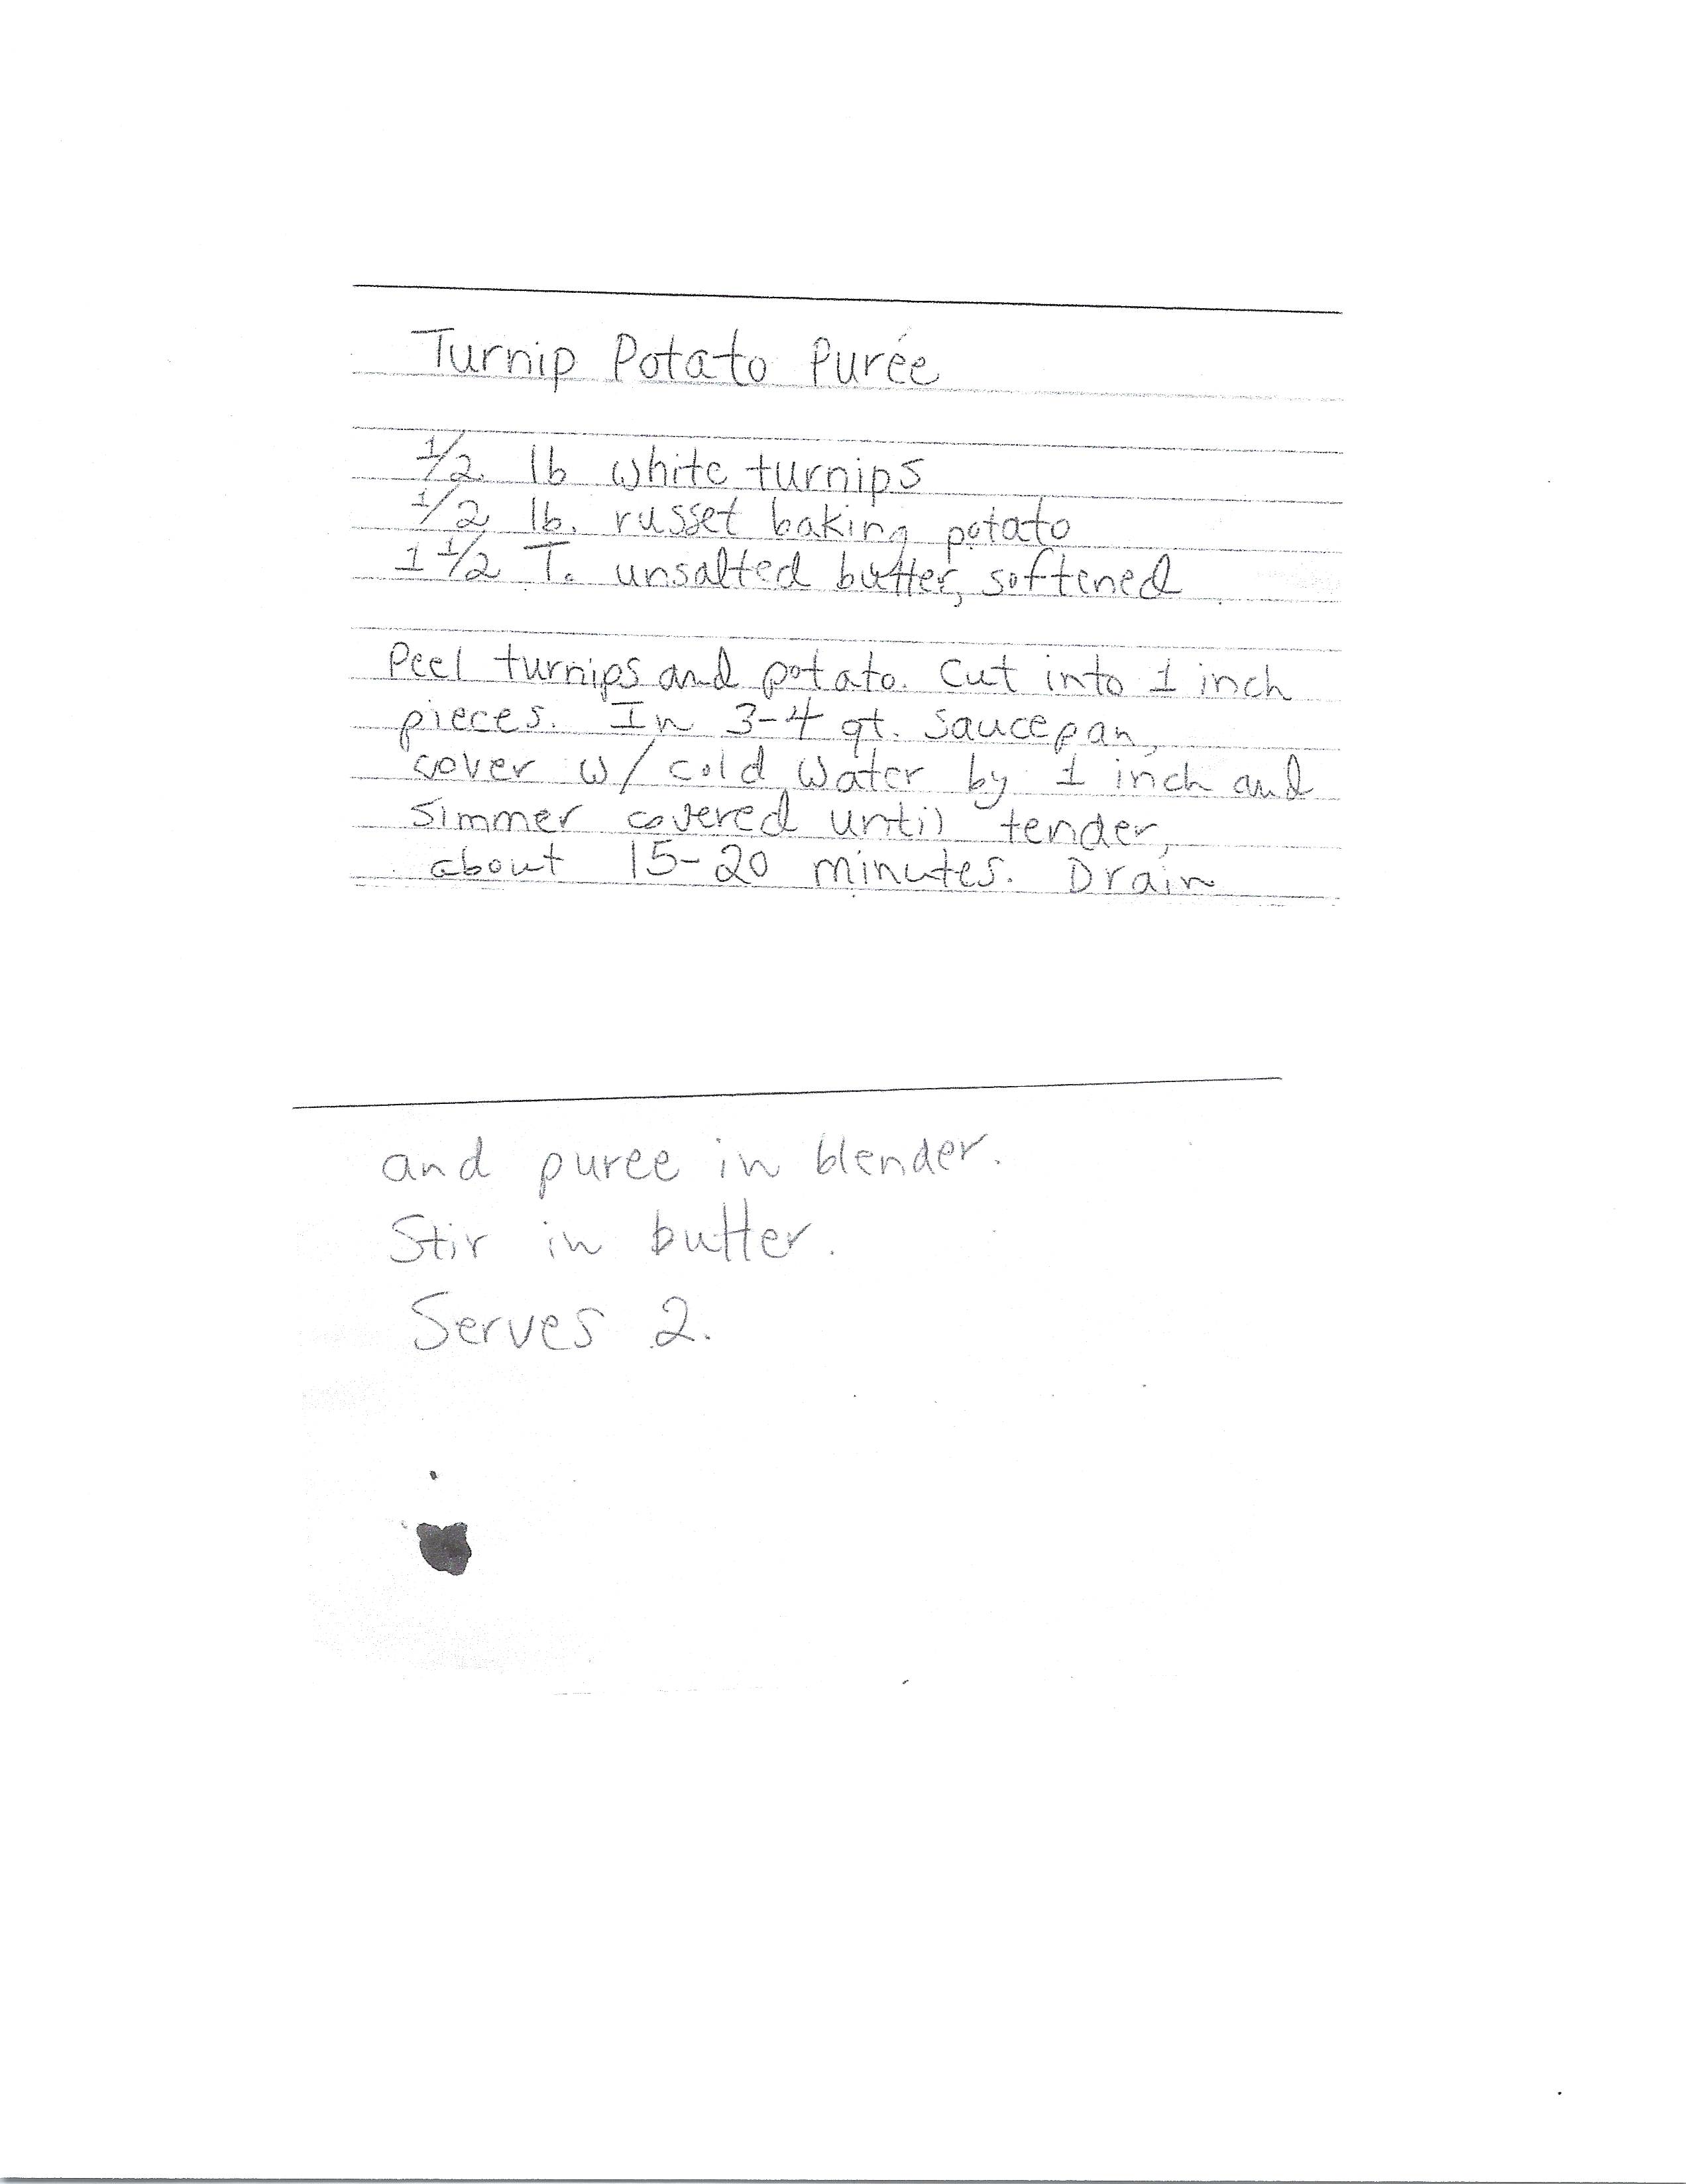 Turnip Potato Purée
1/2 lb white turnips
1/2 lb. russet baking potato
1 1/2 T. unsalted butter, softened
Peel turnips and potato. Cut into 1 inch
pieces. In 3-4 qt. saucepan,
cover w/ cold water by 1 inch and
simmer covered until tender,
about 15-20 minutes. Drain
and puree in blender.
Stir in butter.
Serves 2.